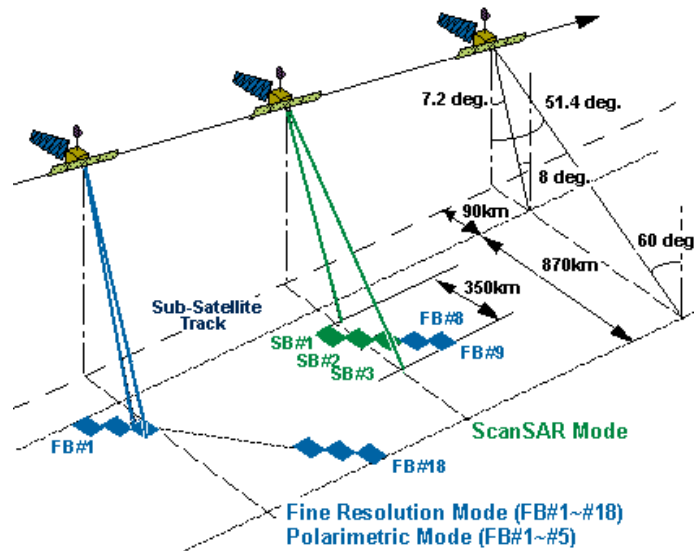 7.2 deg.
51.4 deg.
8 deg.
90km
60 deg.
870km
350km
Sub-Satellite
Track
SB#1
SB#2
SB#3
FB#8
FB#9
FB#1
FB#18
ScanSAR Mode
Fine Resolution Mode (FB#1~#18)
Polarimetric Mode (FB#1~#5)